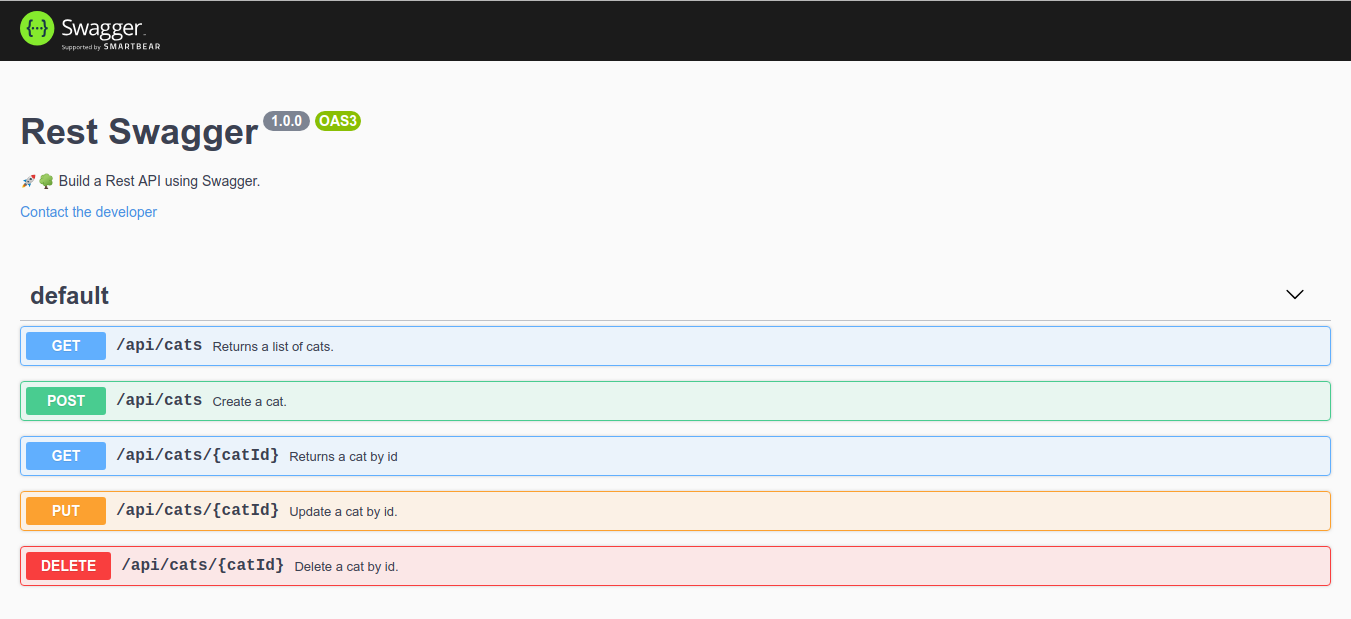 {···} Swagger
Supported by SMARTBEAR
Rest Swagger 1.0.0 OAS3
🚀🌳 Build a Rest API using Swagger.
Contact the developer
default
GET /api/cats Returns a list of cats.
POST /api/cats Create a cat.
GET /api/cats/{catId} Returns a cat by id
PUT /api/cats/{catId} Update a cat by id.
DELETE /api/cats/{catId} Delete a cat by id.